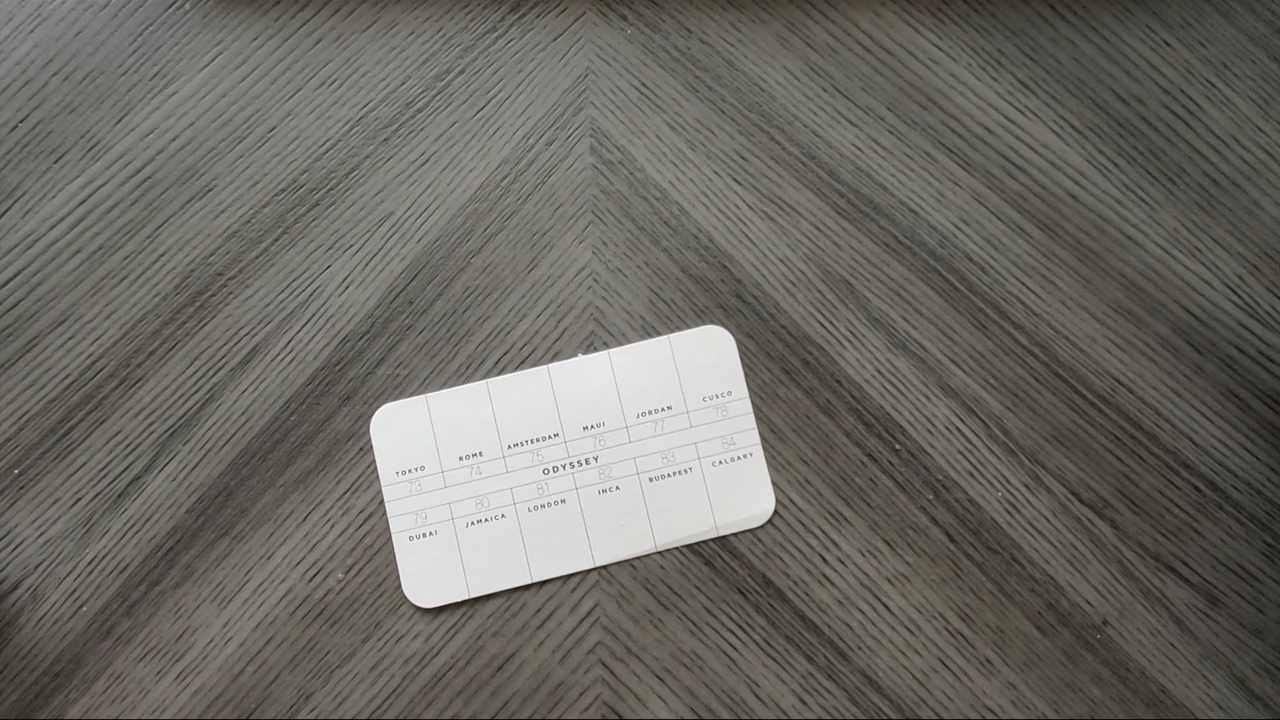 TOKYO ROME AMSTERDAM MAUI JORDAN CUSCO
73 74 75 76 77 78
ODYSSEY
79 80 81 82 83 84
DUBAI JAMAICA LONDON INCA BUDAPEST CALGARY